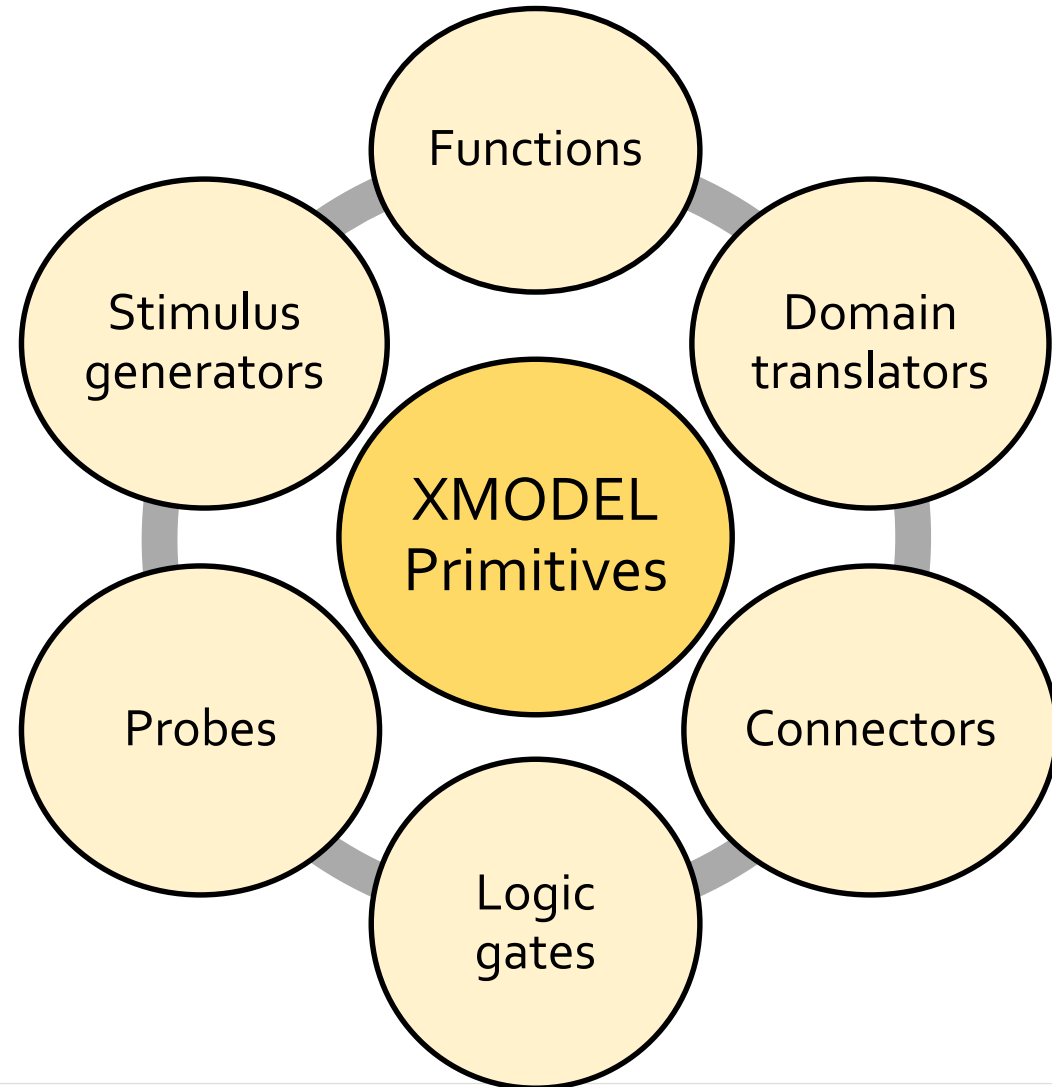 Functions
Stimulus
generators
Domain
translators
XMODEL
Primitives
Probes
Connectors
Logic
gates